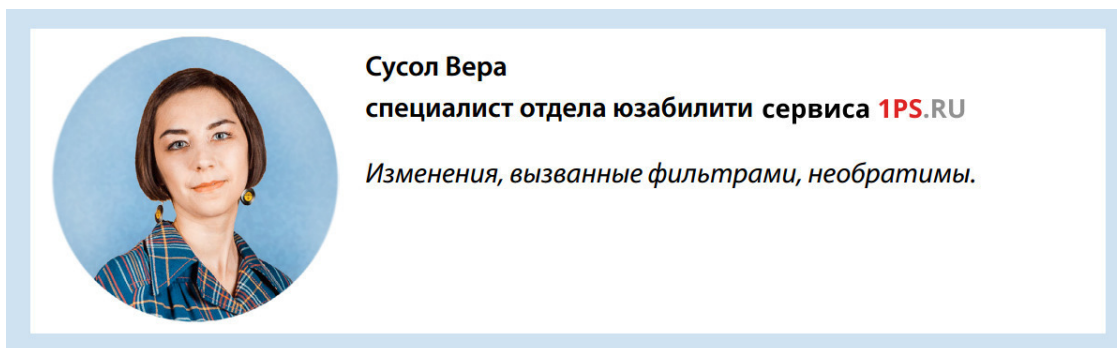 Сусол Вера
специалист отдела юзабилити сервиса 1PS.RU
Изменения, вызванные фильтрами, необратимы.